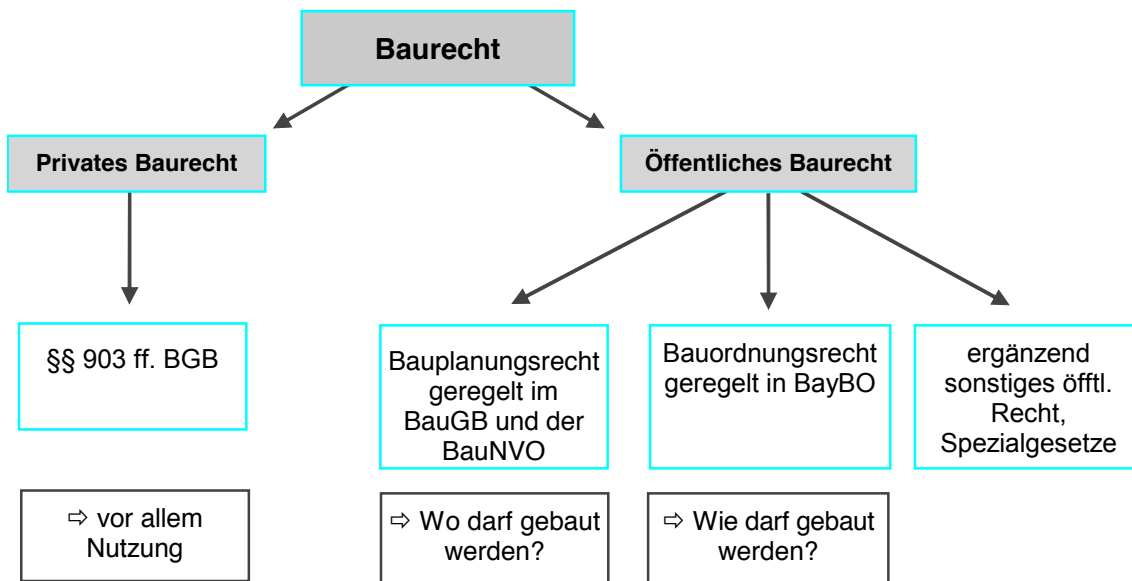 Baurecht
Privates Baurecht
Öffentliches Baurecht
§§ 903 ff. BGB
Bauplanungsrecht
geregelt im
BauGB und der
BauNVO
Bauordnungsrecht
geregelt in BayBO
ergänzend
sonstiges öfftl.
Recht,
Spezialgesetze
⇨ vor allem
Nutzung
⇨ Wo darf gebaut
werden?
⇨ Wie darf gebaut
werden?